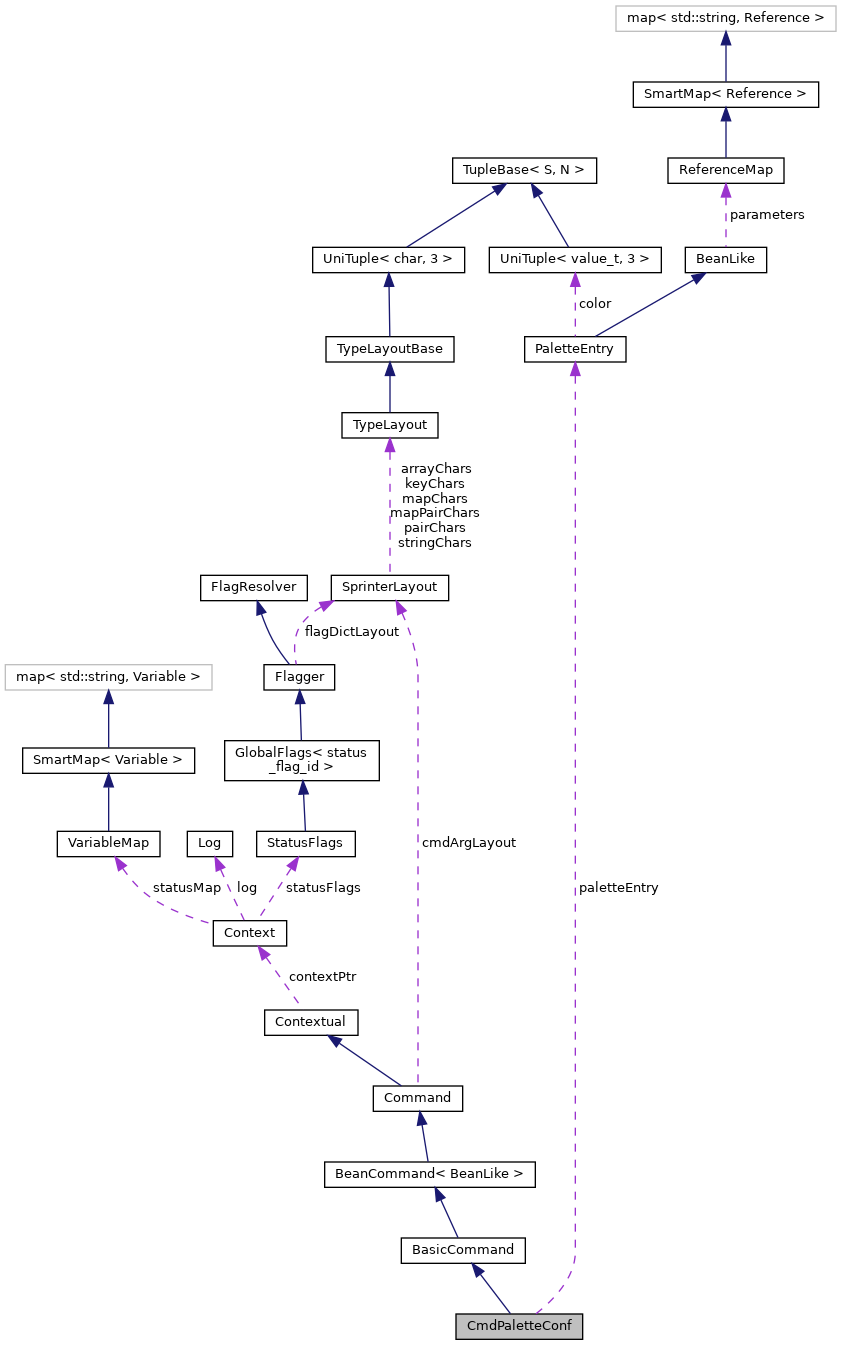 map< std::string, Reference >
SmartMap< Reference >
TupleBase< S, N >
ReferenceMap
parameters
UniTuple< char, 3 >
UniTuple< value_t, 3 >
BeanLike
color
TypeLayoutBase
PaletteEntry
TypeLayout
arrayChars
keyChars
mapChars
mapPairChars
pairChars
stringChars
FlagResolver
SprinterLayout
flagDictLayout
map< std::string, Variable >
Flagger
SmartMap< Variable >
GlobalFlags< status
_flag_id >
VariableMap
Log
StatusFlags
cmdArgLayout
statusMap
log
statusFlags
paletteEntry
Context
contextPtr
Contextual
Command
BeanCommand< BeanLike >
BasicCommand
CmdPaletteConf